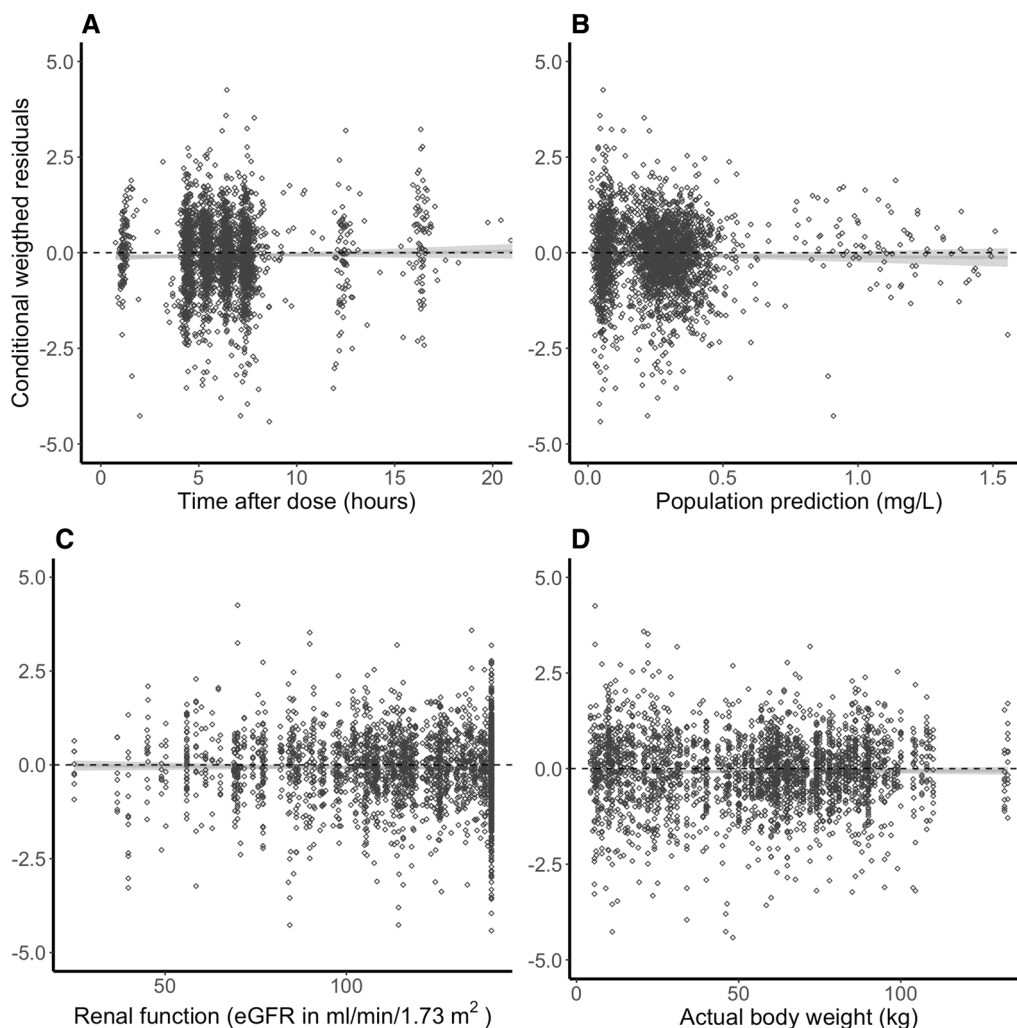 A
B
5.0
2.5
0.0
-2.5
-5.0
5.0
2.5
0.0
-2.5
-5.0
Conditional weigthed residuals
0 5 10 15 20
0.0 0.5 1.0 1.5
Time after dose (hours)
Population prediction (mg/L)
C
D
5.0
2.5
0.0
-2.5
-5.0
5.0
2.5
0.0
-2.5
-5.0
50 100
0 50 100
Renal function (eGFR in ml/min/1.73 m²)
Actual body weight (kg)